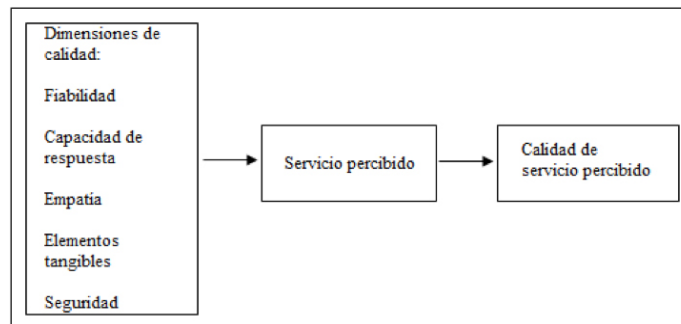 Dimensiones de
calidad:
Fiabilidad
Capacidad de
respuesta
Empatía
Elementos
tangibles
Seguridad
Servicio percibido
Calidad de
servicio percibido